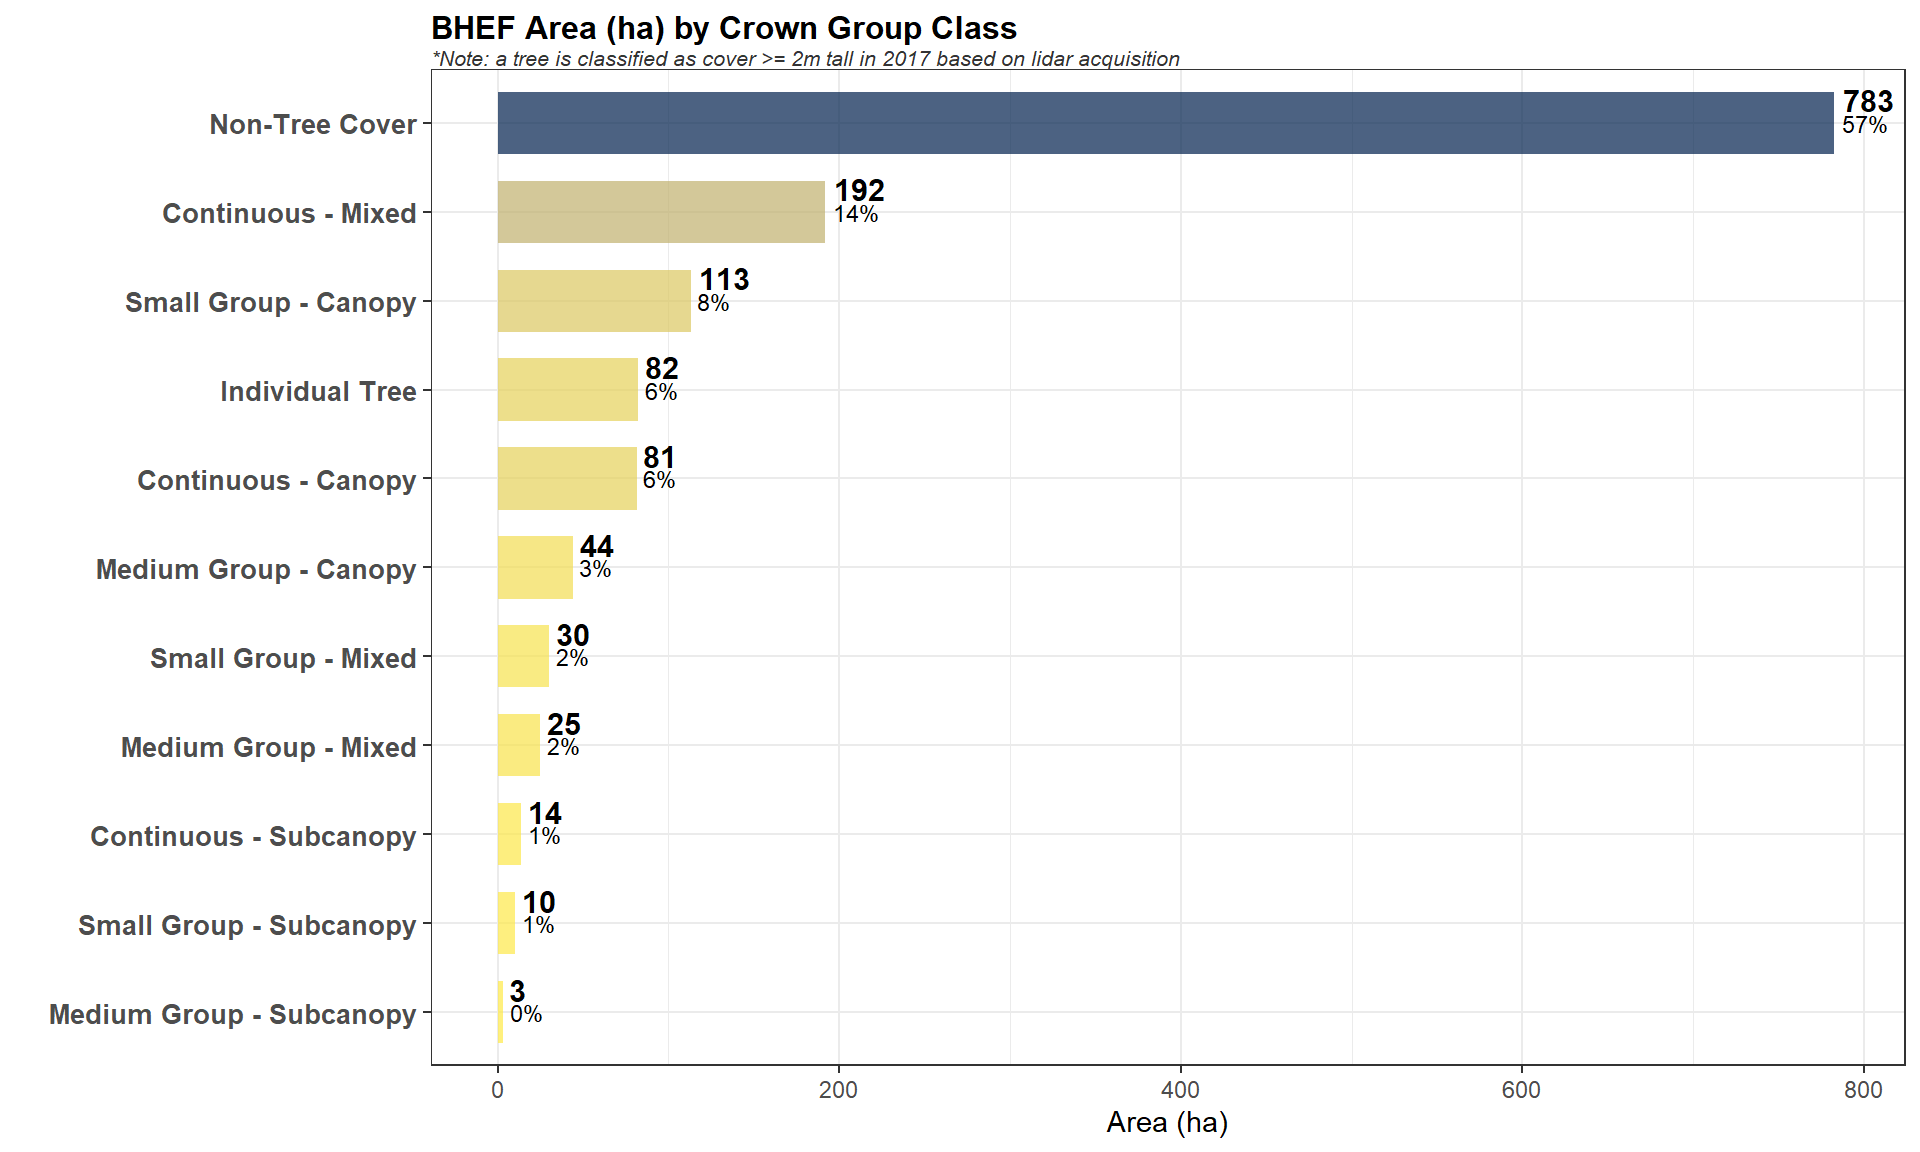 BHEF Area (ha) by Crown Group Class
*Note: a tree is classified as cover >= 2m tall in 2017 based on lidar acquisition
Non-Tree Cover
783
57%
Continuous - Mixed
192
14%
Small Group - Canopy
113
8%
Individual Tree
82
6%
Continuous - Canopy
81
6%
Medium Group - Canopy
44
3%
Small Group - Mixed
30
2%
Medium Group - Mixed
25
2%
Continuous - Subcanopy
14
1%
Small Group - Subcanopy
10
1%
Medium Group - Subcanopy
3
0%
0 200 400 600 800
Area (ha)